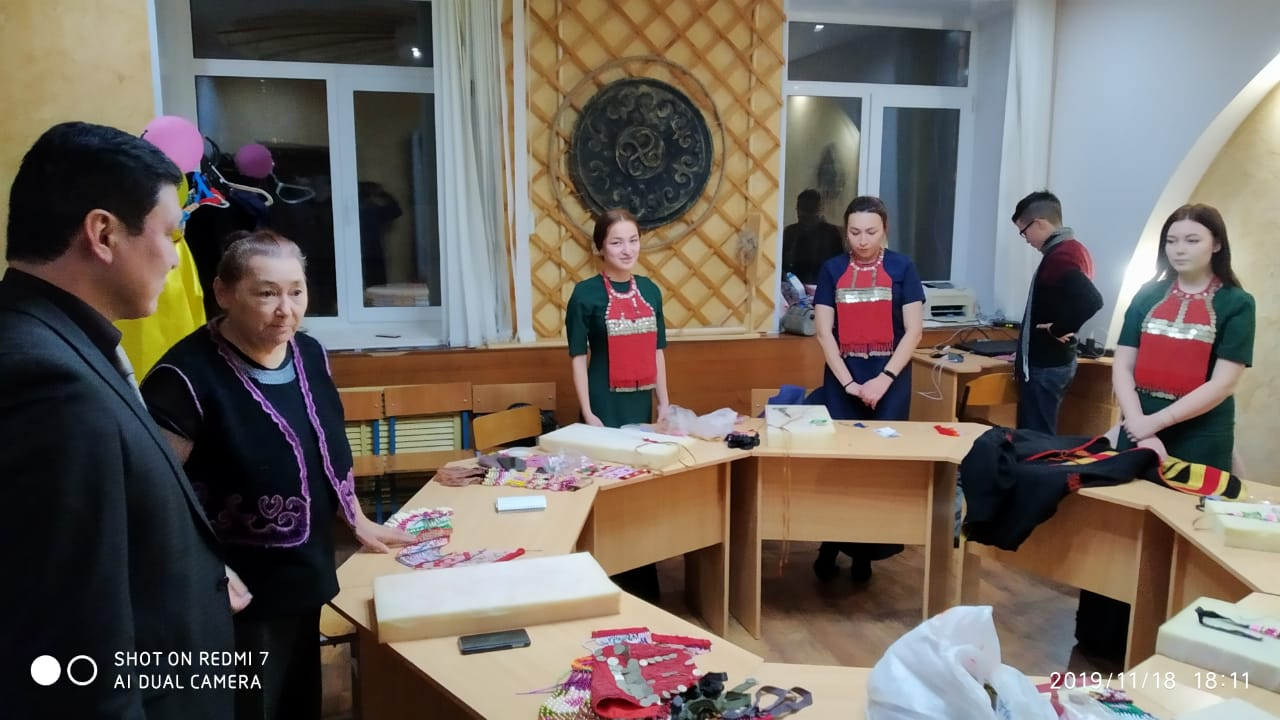 SHOT ON REDMI 7
AI DUAL CAMERA
2019/11/18 18:11